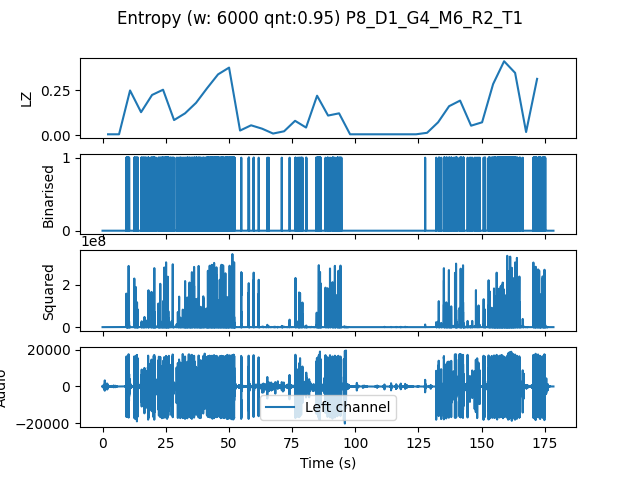 Entropy (w: 6000 qnt:0.95) P8_D1_G4_M6_R2_T1
LZ
0.25
0.00
Binarised
1
0
1e8
Squared
2
0
Audio
20000
0
−20000
Left channel
0 25 50 75 100 125 150 175
Time (s)